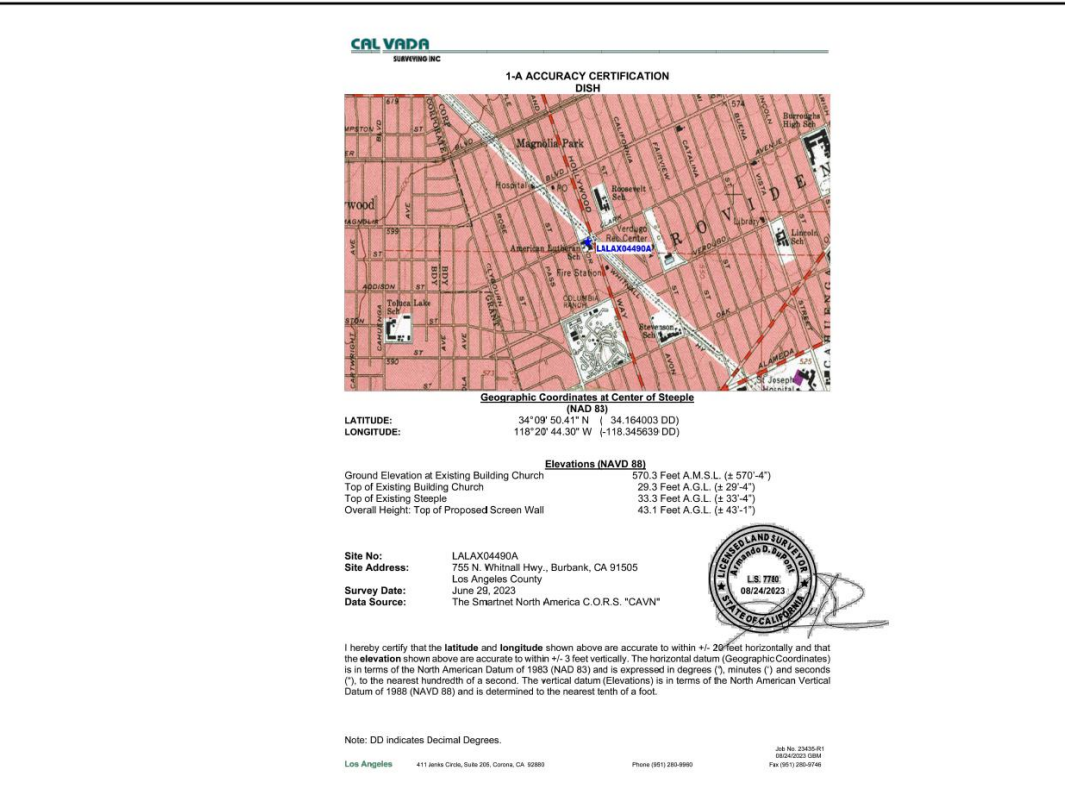 CAL VADA
SURVEYING INC
1-A ACCURACY CERTIFICATION
DISH
679
574
Burroughs
High Sch
Magnolia Park
Hospital
PO
Roosevelt
Sch
wood
599
Verdugo
Rec Center
Library
Lincoln
Sch
American Lutheran
Sch
LALAX04490A
Fire Station
ADDISON ST
COLUMBIA
RANCH
Toluca Lake
Sch
Stevenson
Sch
590
ALAMEDA
525
St Joseph
Hospital
Geographic Coordinates at Center of Steeple
(NAD 83)
LATITUDE: 34°09' 50.41" N ( 34.164003 DD)
LONGITUDE: 118°20' 44.30" W (-118.345639 DD)
Elevations (NAVD 88)
Ground Elevation at Existing Building Church 570.3 Feet A.M.S.L. (± 570'-4")
Top of Existing Building Church 29.3 Feet A.G.L. (± 29'-4")
Top of Existing Steeple 33.3 Feet A.G.L. (± 33'-4")
Overall Height: Top of Proposed Screen Wall 43.1 Feet A.G.L. (± 43'-1")
Site No: LALAX04490A
Site Address: 755 N. Whitnall Hwy., Burbank, CA 91505
Los Angeles County
Survey Date: June 29, 2023
Data Source: The Smartnet North America C.O.R.S. "CAVN"
LICENSED LAND SURVEYOR
Armando D. DuPont
L.S. 7780
08/24/2023
STATE OF CALIFORNIA
I hereby certify that the latitude and longitude shown above are accurate to within +/- 20 feet horizontally and that
the elevation shown above are accurate to within +/- 3 feet vertically. The horizontal datum (Geographic Coordinates)
is in terms of the North American Datum of 1983 (NAD 83) and is expressed in degrees (°), minutes (') and seconds
("), to the nearest hundredth of a second. The vertical datum (Elevations) is in terms of the North American Vertical
Datum of 1988 (NAVD 88) and is determined to the nearest tenth of a foot.
Note: DD indicates Decimal Degrees.
Job No. 23435-R1
08/24/2023 GBM
Los Angeles 411 Jenks Circle, Suite 205, Corona, CA 92880 Phone (951) 280-9960 Fax (951) 280-9746